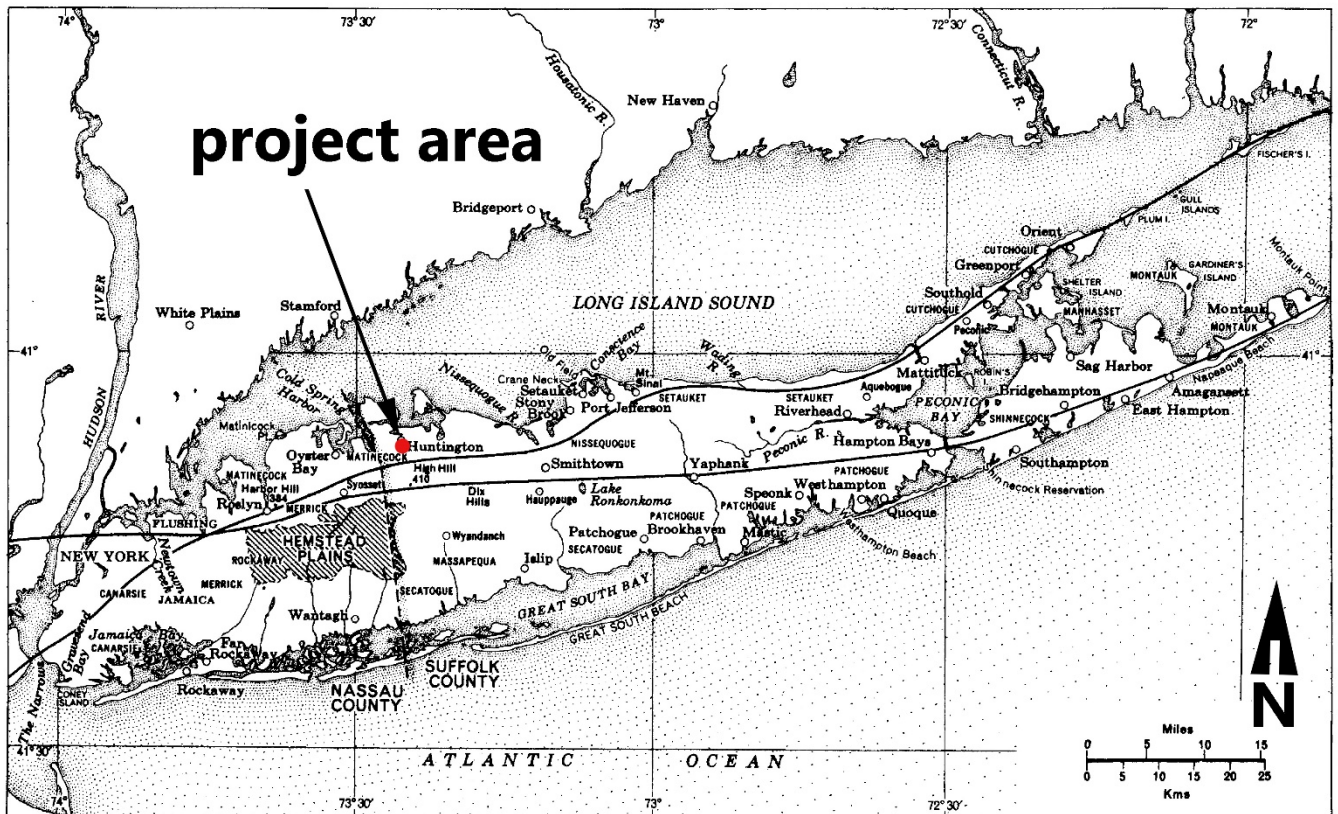 74°
73° 30'
73°
72° 30'
72°
Housatonic R.
Connecticut R.
New Haven
project area
FISCHER'S I.
Bridgeport
GULL
ISLANDS
PLUM I.
Orient
CUTCHOGUE
Greenport
MONTAUK
GARDINER'S
ISLAND
Montauk Point
HUDSON
RIVER
White Plains
Stamford
LONG ISLAND SOUND
Southold
SHELTER
ISLAND
MANHASSET
Montauk
MONTAUK
CUTCHOGUE
Peconic
Napeague Beach
41°
41°
Cold Spring
Harbor
Nissequogue R.
Old Field
Conscience
Bay
Crane Neck
Setauket
Stony
Brook
Mt.
Sinai
Port Jefferson
SETAUKET
Wading
R.
SETAUKET
Mattituck
ROBIN'S
I.
Sag Harbor
Amagansett
Aquebogue
Riverhead
PECONIC
BAY
Bridgehampton
SHINNECOCK
East Hampton
Matinicock
Pt.
Oyster
Bay
MATINECOCK
Huntington
NISSEQUOGUE
Peconic R.
Hampton Bays
Southampton
MATINECOCK
Harbor Hill
384
Roslyn
Syosset
High Hill
410
Smithtown
Yaphank
PATCHOGUE
Shinnecock Reservation
MERRICK
Dix
Hills
Hauppauge
Lake
Ronkonkoma
Speonk
Westhampton
Quoque
FLUSHING
HEMSTEAD
PLAINS
Patchogue
PATCHOGUE
Brookhaven
PATCHOGUE
Mastic
Westhampton Beach
NEW YORK
Newtown
Creek
ROCKAWAY
Wyandanch
MASSAPEQUA
SECATOGUE
Islip
CANARSIE
MERRICK
JAMAICA
SECATOGUE
GREAT SOUTH BAY
GREAT SOUTH BEACH
Wantagh
Jamaica Bay
CANARSIE
Far
Rockaway
Rockaway
Gravesend
Bay
CONEY
ISLAND
The Narrows
NASSAU
COUNTY
SUFFOLK
COUNTY
N
41° 30'
ATLANTIC OCEAN
Miles
0 5 10 15
0 5 10 15 20 25
Kms
74°
73° 30'
73°
72° 30'